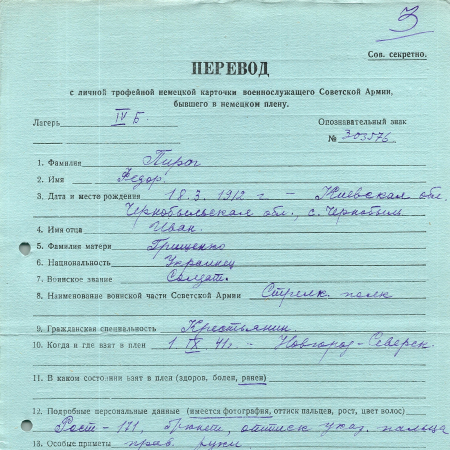 3
Сов. секретно.
ПЕРЕВОД
с личной трофейной немецкой карточки военнослужащего Советской Армии,
бывшего в немецком плену.
Лагерь IV Б. Опознавательный знак
№ 303576
1. Фамилия Пирог
2. Имя Федор
3. Дата и место рождения 18.3.1912 г – Киевская обл,
Чернобыльская обл., с. Чернобыль
4. Имя отца Иван.
5. Фамилия матери Грищенко
6. Национальность Украинец
7. Воинское звание Солдат.
8. Наименование воинской части Советской Армии Стрелк. полк
9. Гражданская специальность Крестьянин.
10. Когда и где взят в плен 1 IX 41г. – Новгород-Северск
11. В каком состоянии взят в плен (здоров, болен, ранен)
12. Подробные персональные данные (имеется фотография, оттиск пальцев, рост, цвет волос)
Рост – 171, брюнет, оттиск указ. пальца
13. Особые приметы прав. руки